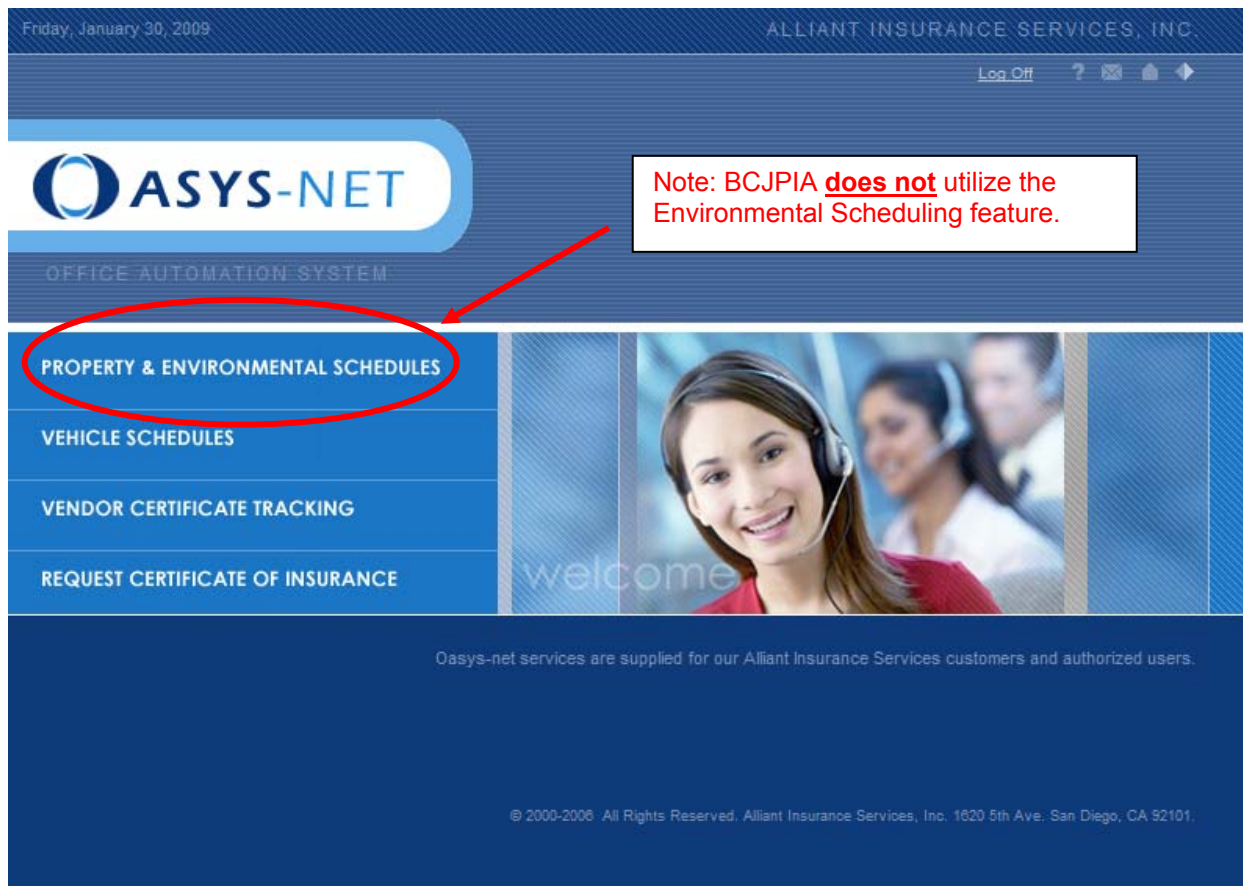 Friday, January 30, 2009
ALLIANT INSURANCE SERVICES, INC.
Log Off ?
OASYS-NET
OFFICE AUTOMATION SYSTEM
Note: BCJPIA does not utilize the
Environmental Scheduling feature.
PROPERTY & ENVIRONMENTAL SCHEDULES
VEHICLE SCHEDULES
VENDOR CERTIFICATE TRACKING
REQUEST CERTIFICATE OF INSURANCE
welcome
Oasys-net services are supplied for our Alliant Insurance Services customers and authorized users.
© 2000-2006 All Rights Reserved. Alliant Insurance Services, Inc. 1620 5th Ave. San Diego, CA 92101.